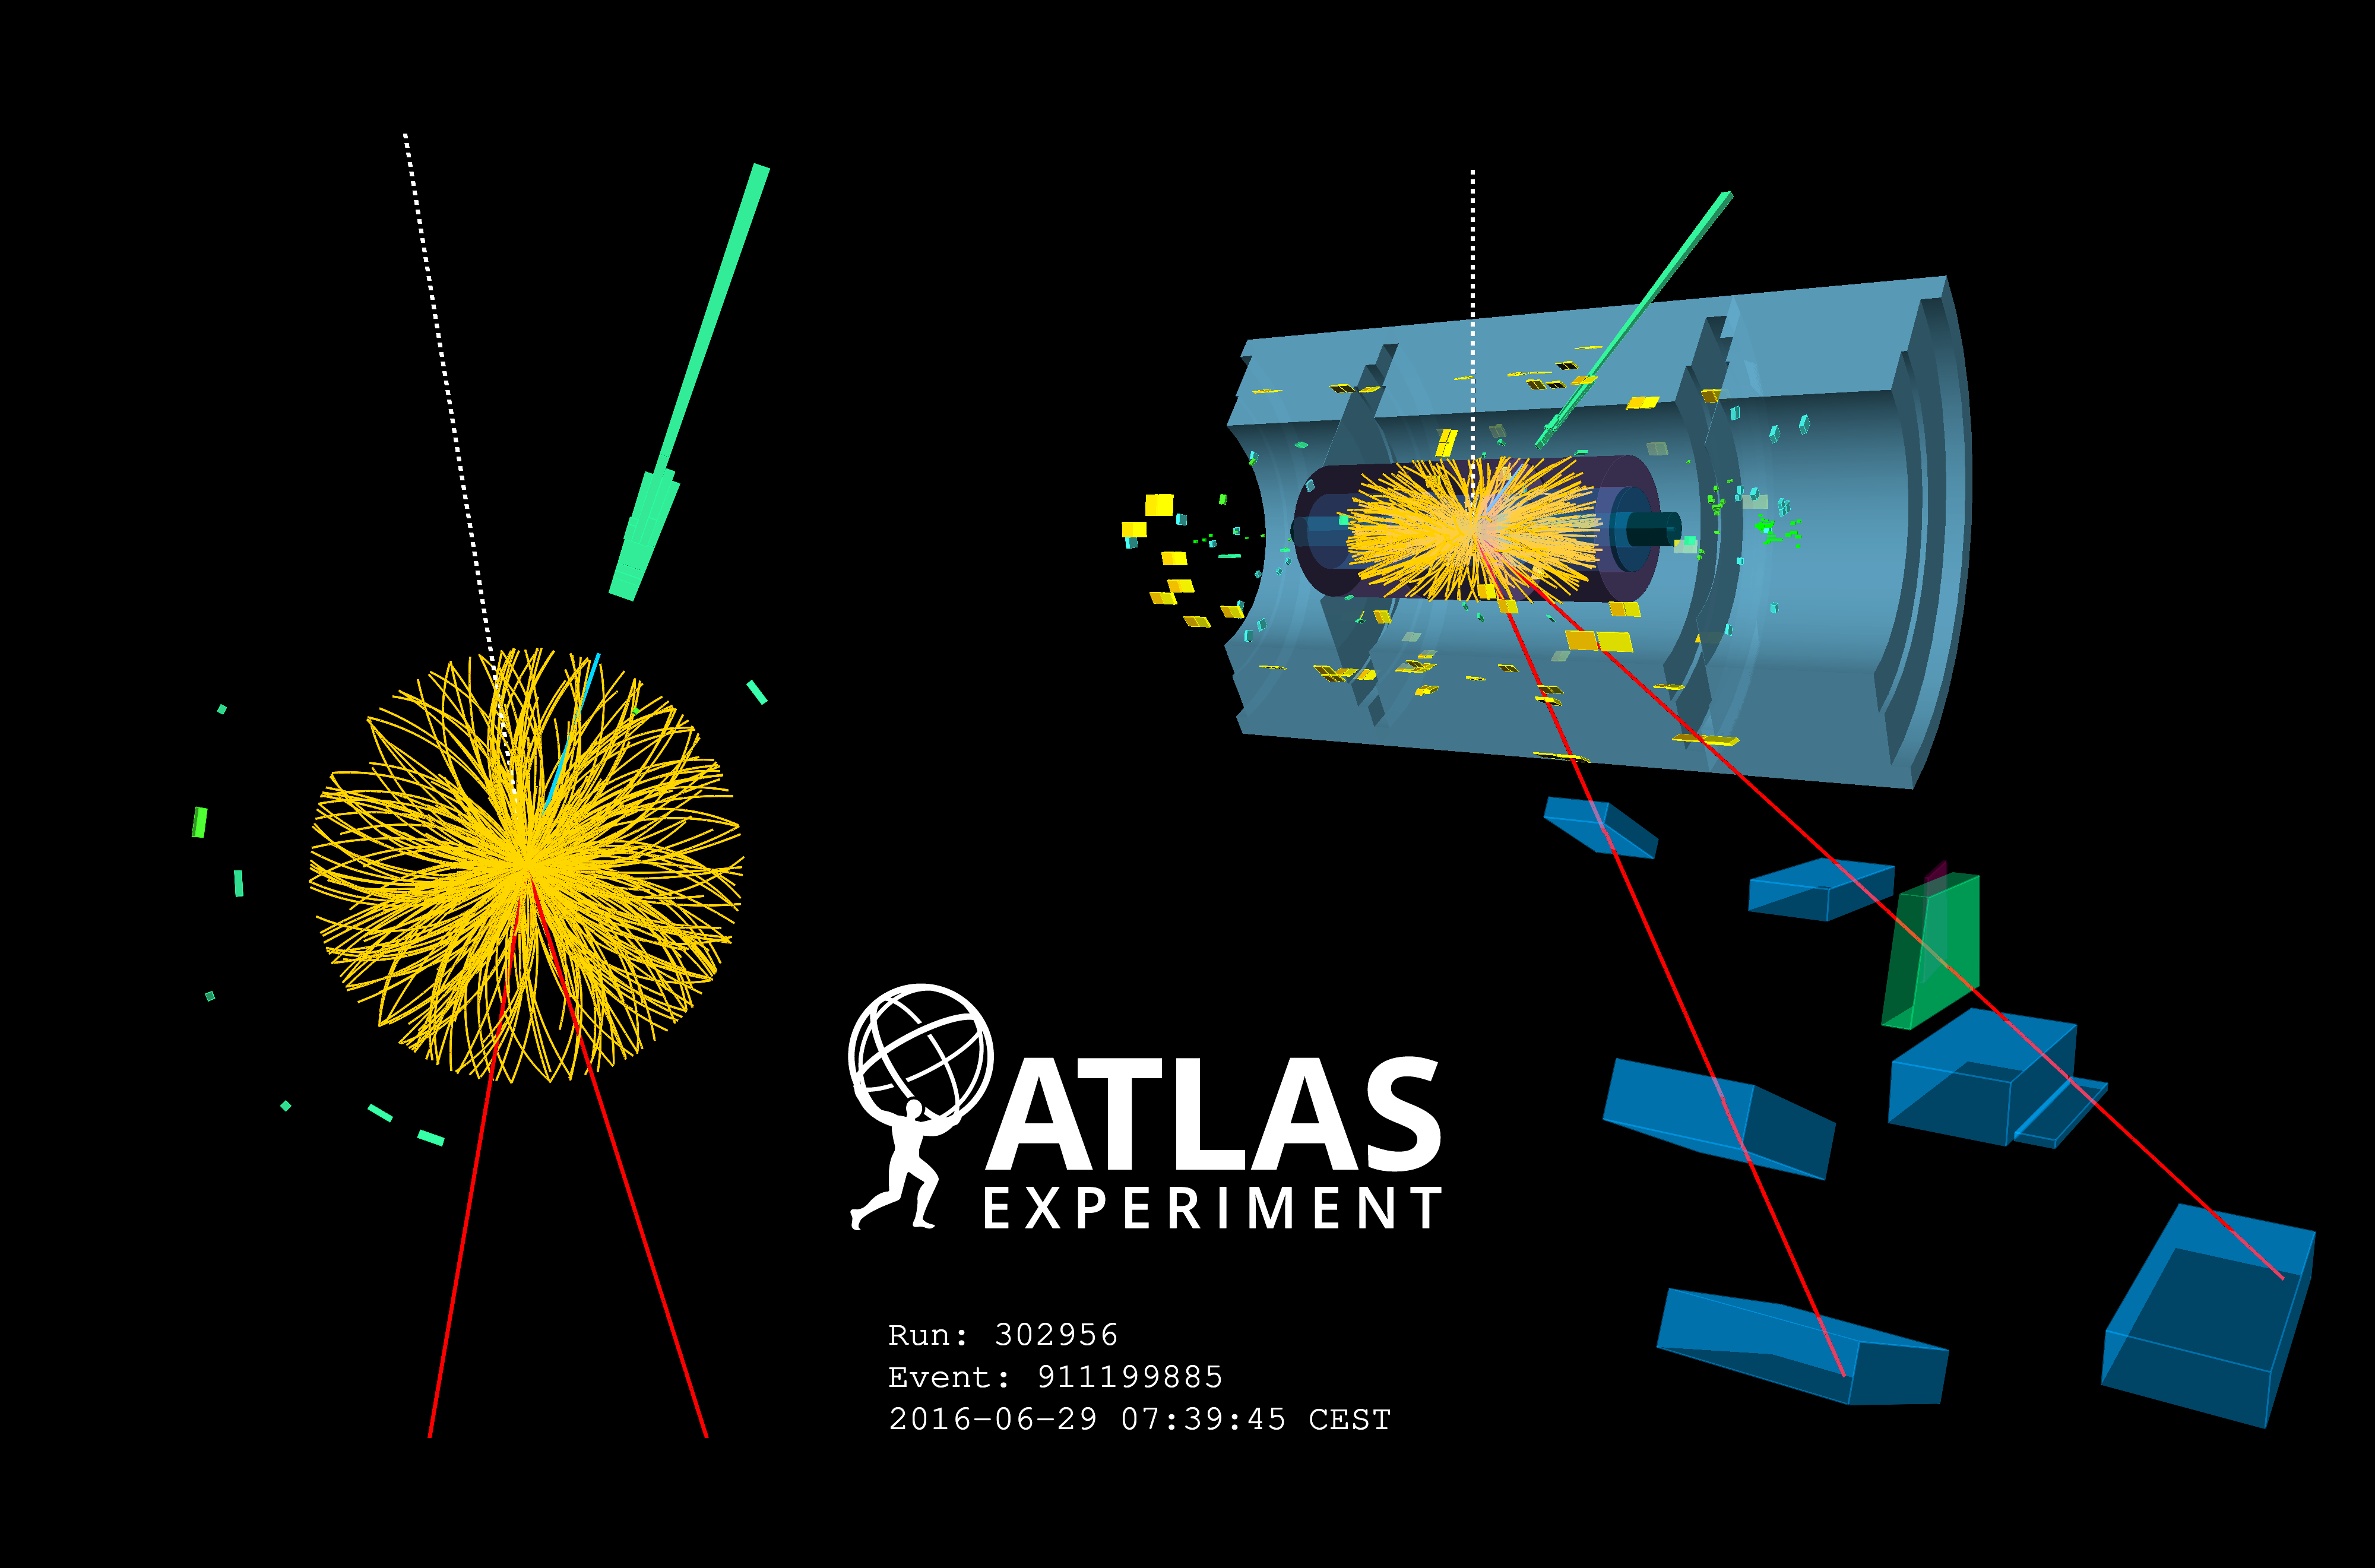 ATLAS
EXPERIMENT
Run: 302956
Event: 911199885
2016-06-29 07:39:45 CEST